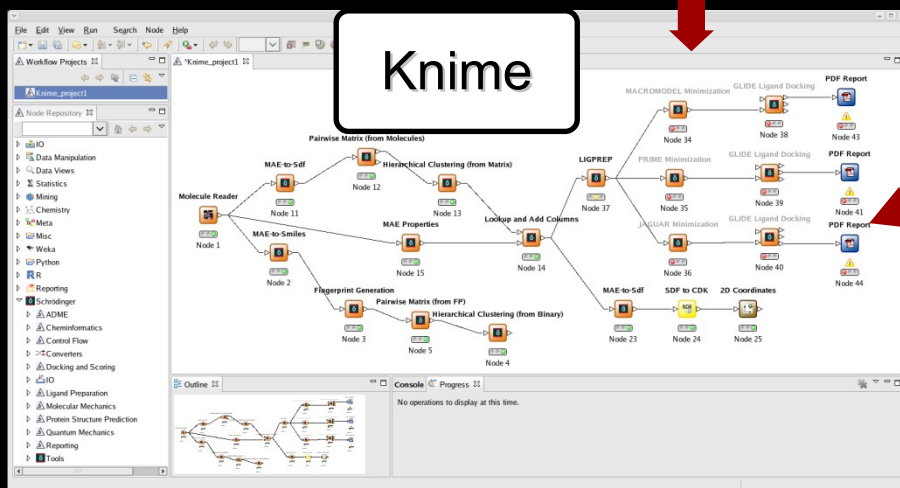 Knime
File Edit View Run Search Node Help
Workflow Projects
Knime_project1
Node Repository
IO
Data Manipulation
Data Views
Statistics
Mining
Chemistry
Meta
Misc
Weka
Python
R
Reporting
Schrödinger
ADME
Cheminformatics
Control Flow
Converters
Docking and Scoring
IO
Ligand Preparation
Molecular Mechanics
Protein Structure Prediction
Quantum Mechanics
Reporting
Tools
*Knime_project1
Molecule Reader
Node 1
MAE-to-Sdf
Node 11
Pairwise Matrix (from Molecules)
Node 12
Hierarchical Clustering (from Matrix)
Node 13
MAE-to-Smiles
Node 2
MAE Properties
Node 15
Lookup and Add Columns
Node 14
Fingerprint Generation
Node 3
Pairwise Matrix (from FP)
Node 5
Hierarchical Clustering (from Binary)
Node 4
LIGPREP
Node 37
MACROMODEL Minimization
Node 34
GLIDE Ligand Docking
Node 38
PDF Report
Node 43
PRIME Minimization
Node 35
GLIDE Ligand Docking
Node 39
PDF Report
Node 41
JAGUAR Minimization
Node 36
GLIDE Ligand Docking
Node 40
PDF Report
Node 44
MAE-to-Sdf
Node 23
SDF to CDK
Node 24
2D Coordinates
Node 25
Outline
Console Progress
No operations to display at this time.